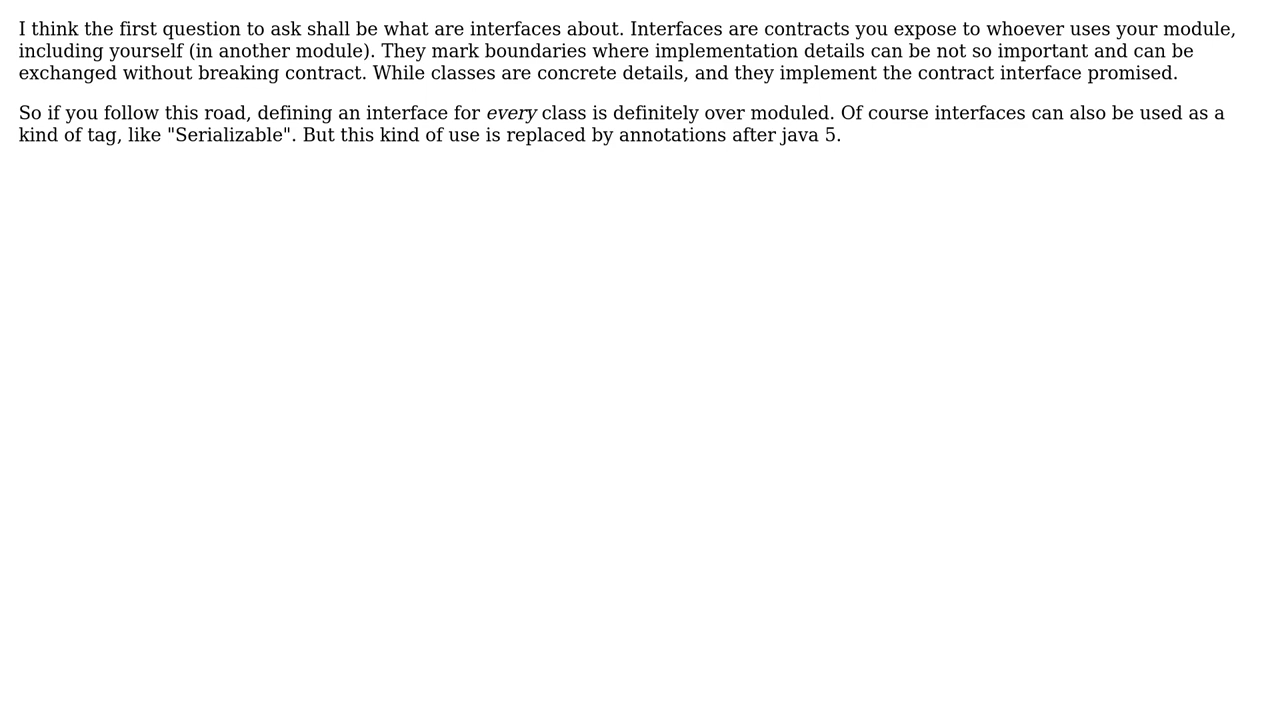 I think the first question to ask shall be what are interfaces about. Interfaces are contracts you expose to whoever uses your module,
including yourself (in another module). They mark boundaries where implementation details can be not so important and can be
exchanged without breaking contract. While classes are concrete details, and they implement the contract interface promised.
So if you follow this road, defining an interface for every class is definitely over moduled. Of course interfaces can also be used as a
kind of tag, like "Serializable". But this kind of use is replaced by annotations after java 5.